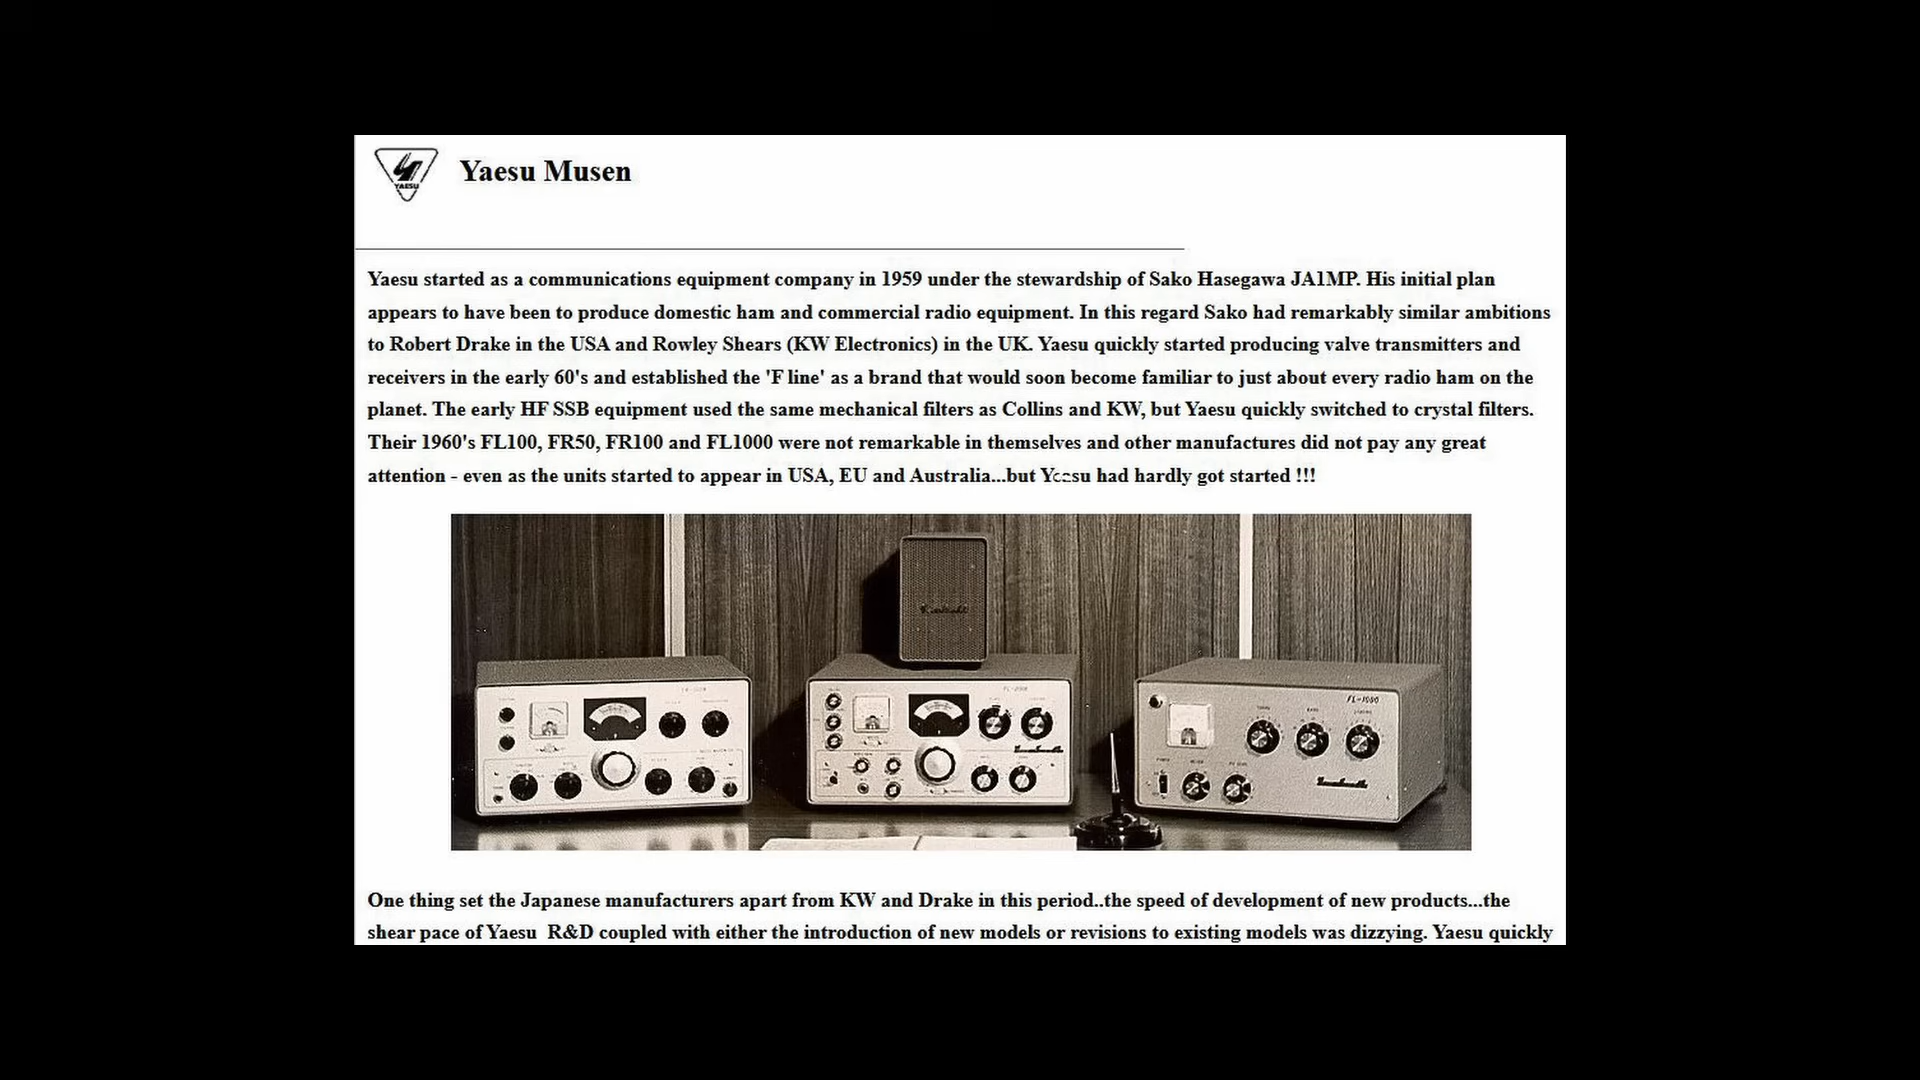 YAESU
Yaesu Musen
Yaesu started as a communications equipment company in 1959 under the stewardship of Sako Hasegawa JA1MP. His initial plan
appears to have been to produce domestic ham and commercial radio equipment. In this regard Sako had remarkably similar ambitions
to Robert Drake in the USA and Rowley Shears (KW Electronics) in the UK. Yaesu quickly started producing valve transmitters and
receivers in the early 60's and established the 'F line' as a brand that would soon become familiar to just about every radio ham on the
planet. The early HF SSB equipment used the same mechanical filters as Collins and KW, but Yaesu quickly switched to crystal filters.
Their 1960's FL100, FR50, FR100 and FL1000 were not remarkable in themselves and other manufactures did not pay any great
attention - even as the units started to appear in USA, EU and Australia...but Yaesu had hardly got started !!!
FL-1000
One thing set the Japanese manufacturers apart from KW and Drake in this period..the speed of development of new products...the
shear pace of Yaesu R&D coupled with either the introduction of new models or revisions to existing models was dizzying. Yaesu quickly